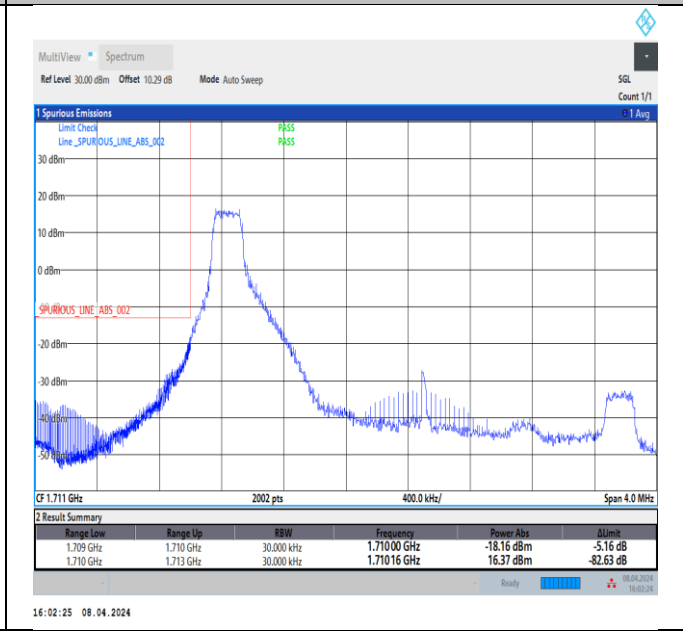 MultiView Spectrum
Ref Level 30.00 dBm Offset 10.29 dB Mode Auto Sweep SGL
Count 1/1
1 Spurious Emissions 1 Avg
Limit Check PASS
Line _SPURIOUS_LINE_ABS_002 PASS
30 dBm
20 dBm
10 dBm
0 dBm
_SPURIOUS_LINE_ABS_002
-20 dBm
-30 dBm
-40 dBm
-50 dBm
CF 1.711 GHz 2002 pts 400.0 kHz/ Span 4.0 MHz
2 Result Summary
Range Low Range Up RBW Frequency Power Abs ΔLimit
1.709 GHz 1.710 GHz 30.000 kHz 1.71000 GHz -18.16 dBm -5.16 dB
1.710 GHz 1.713 GHz 30.000 kHz 1.71016 GHz 16.37 dBm -82.63 dB
Ready 08.04.2024
16:02:24
16:02:25 08.04.2024